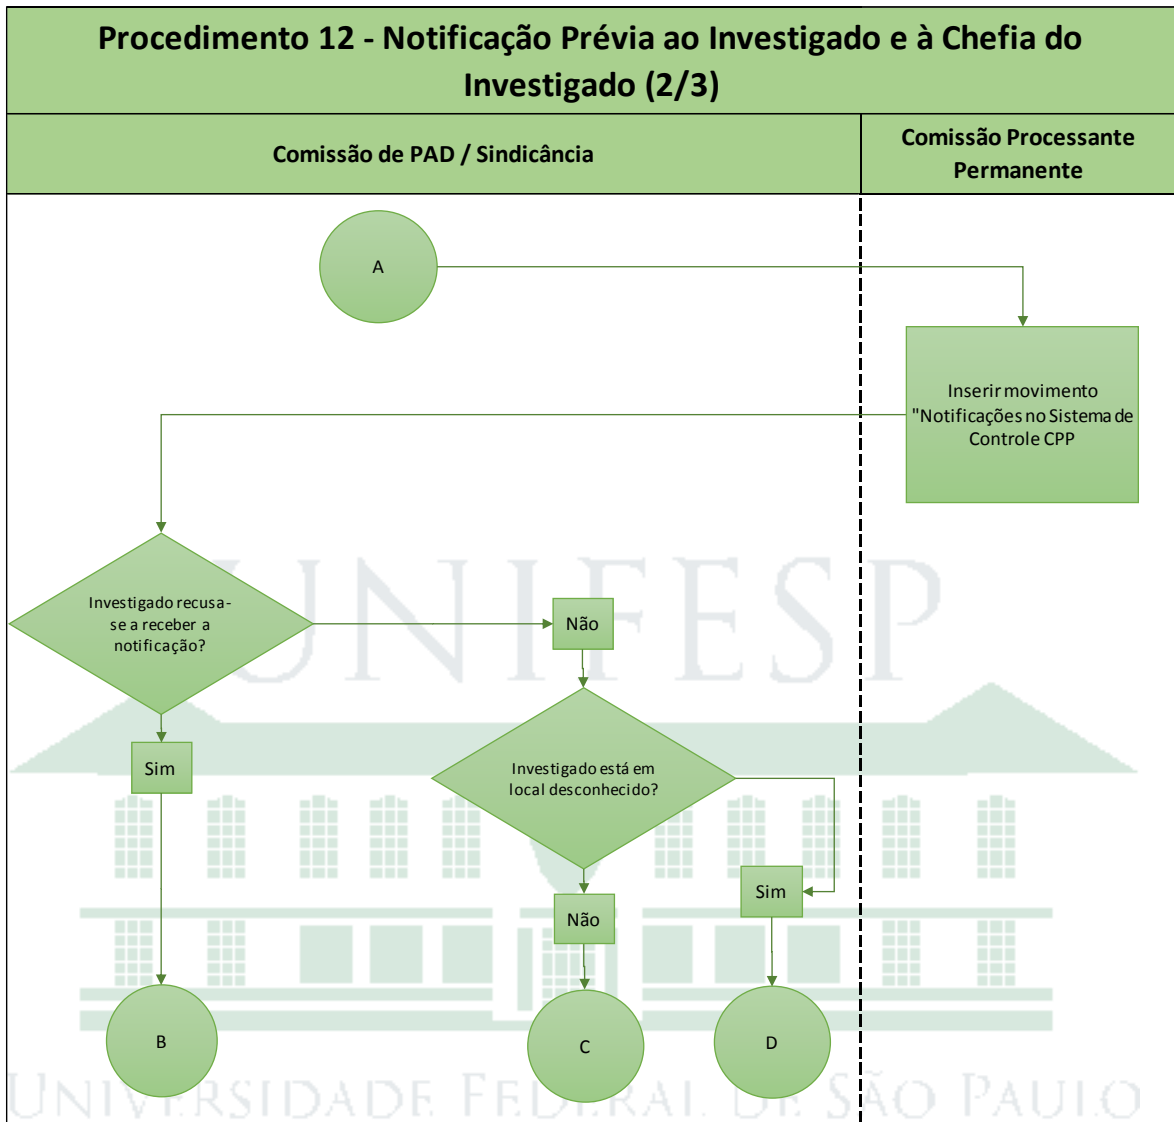 Procedimento 12 - Notificação Prévia ao Investigado e à Chefia do
Investigado (2/3)
Comissão de PAD / Sindicância
Comissão Processante
Permanente
A
Inserir movimento
"Notificações no Sistema de
Controle CPP
Investigado recusa-
se a receber a
notificação?
Não
Sim
Investigado está em
local desconhecido?
Sim
Não
B
C
D
UNIFESP
UNIVERSIDADE FEDERAL DE SÃO PAULO